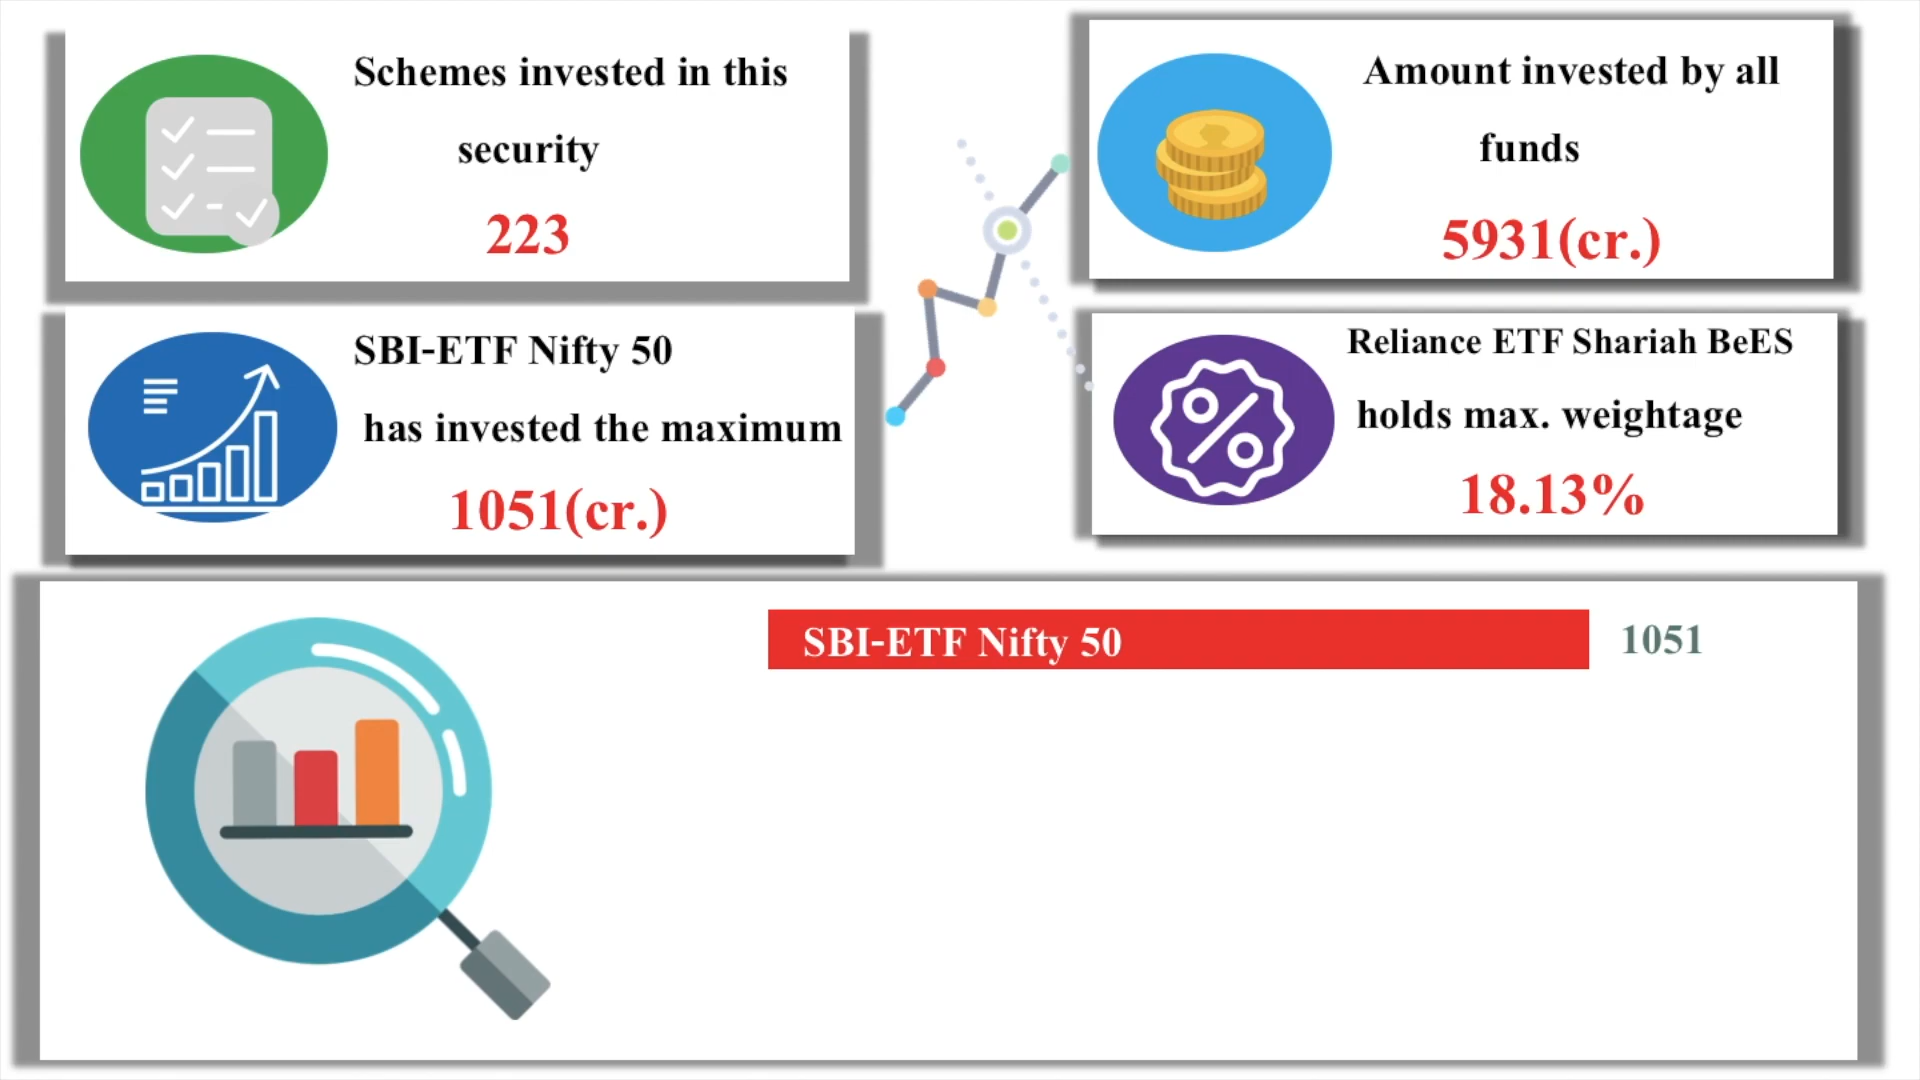 Schemes invested in this
security
223
Amount invested by all
funds
5931(cr.)
SBI-ETF Nifty 50
has invested the maximum
1051(cr.)
Reliance ETF Shariah BeES
holds max. weightage
18.13%
SBI-ETF Nifty 50 1051